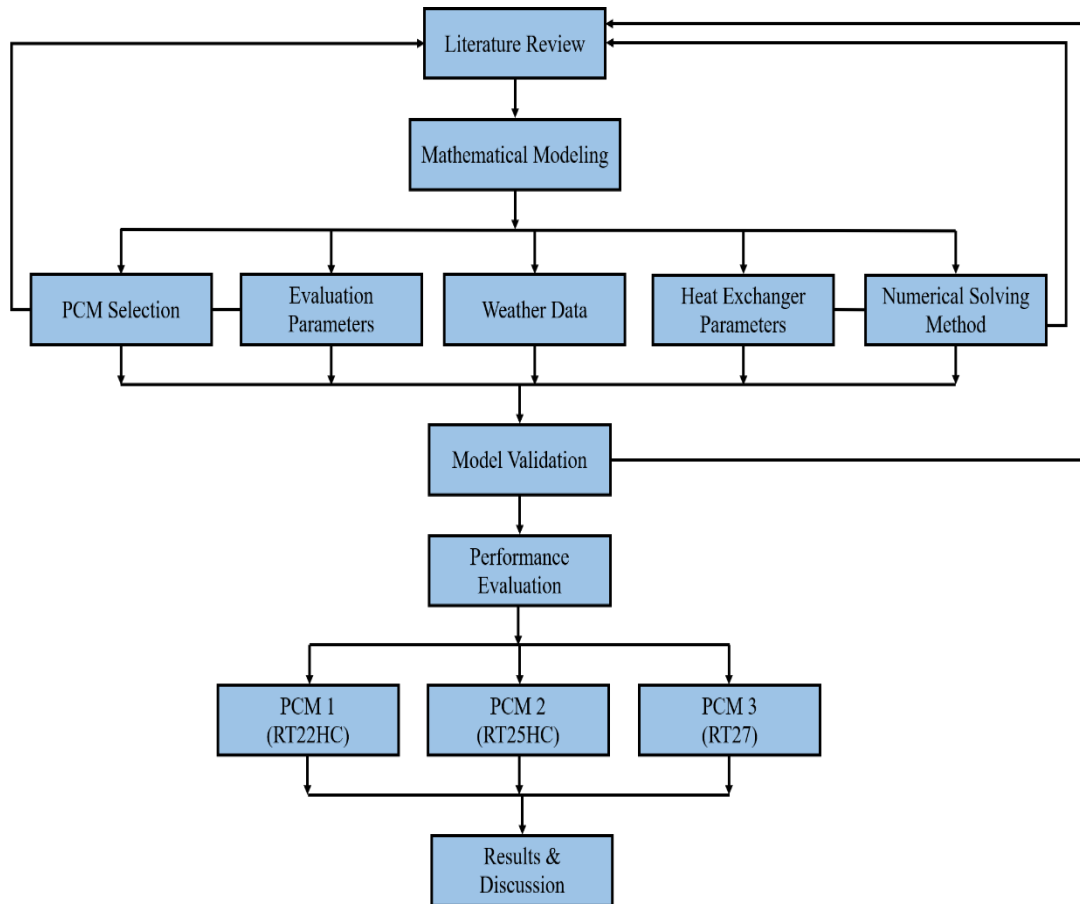 Literature Review
Mathematical Modeling
PCM Selection
Evaluation
Parameters
Weather Data
Heat Exchanger
Parameters
Numerical Solving
Method
Model Validation
Performance
Evaluation
PCM 1
(RT22HC)
PCM 2
(RT25HC)
PCM 3
(RT27)
Results &
Discussion